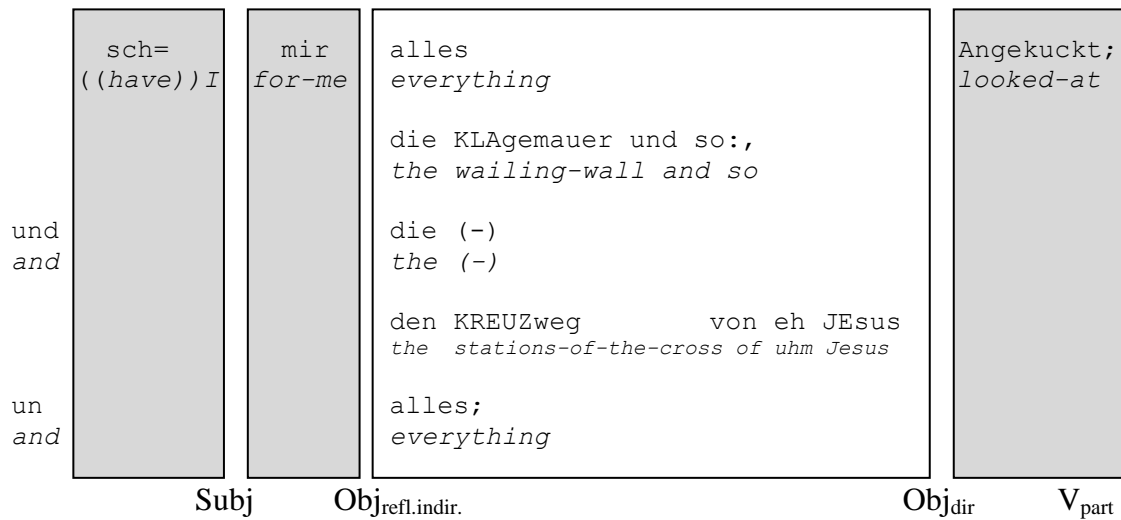 sch= mir alles Angekuckt;
((have))I for-me everything looked-at
die KLAgemauer und so:,
the wailing-wall and so
und die (-)
and the (-)
den KREUZweg von eh JEsus
the stations-of-the-cross of uhm Jesus
un alles;
and everything
Subj Objrefl.indir. Objdir Vpart